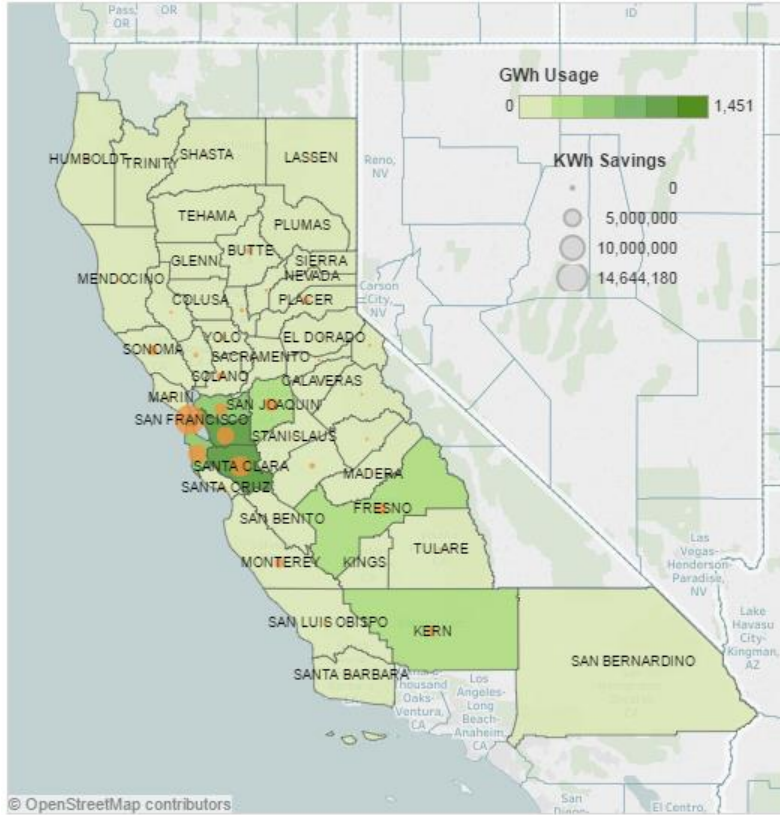 Pass,
OR
OR
ID
GWh Usage
0
1,451
KWh Savings
0
5,000,000
10,000,000
14,644,180
HUMBOLDT
TRINITY
SHASTA
LASSEN
Reno,
NV
TEHAMA
PLUMAS
GLENN
BUTTE
SIERRA
NEVADA
MENDOCINO
COLUSA
PLACER
Carson
City,
NV
YOLO
EL DORADO
SONOMA
SACRAMENTO
SOLANO
CALAVERAS
MARIN
SAN JOAQUIN
SAN FRANCISCO
STANISLAUS
SANTA CLARA
MADERA
SANTA CRUZ
FRESNO
SAN BENITO
TULARE
MONTEREY
KINGS
Las
Vegas-
Henderson-
Paradise,
NV
SAN LUIS OBISPO
KERN
Lake
Havasu
City-
Kingman,
AZ
SAN BERNARDINO
SANTA BARBARA
Thousand
Oaks-
Ventura,
CA
Los
Angeles-
Long
Beach-
Anaheim,
CA
San
El Centro,
© OpenStreetMap contributors